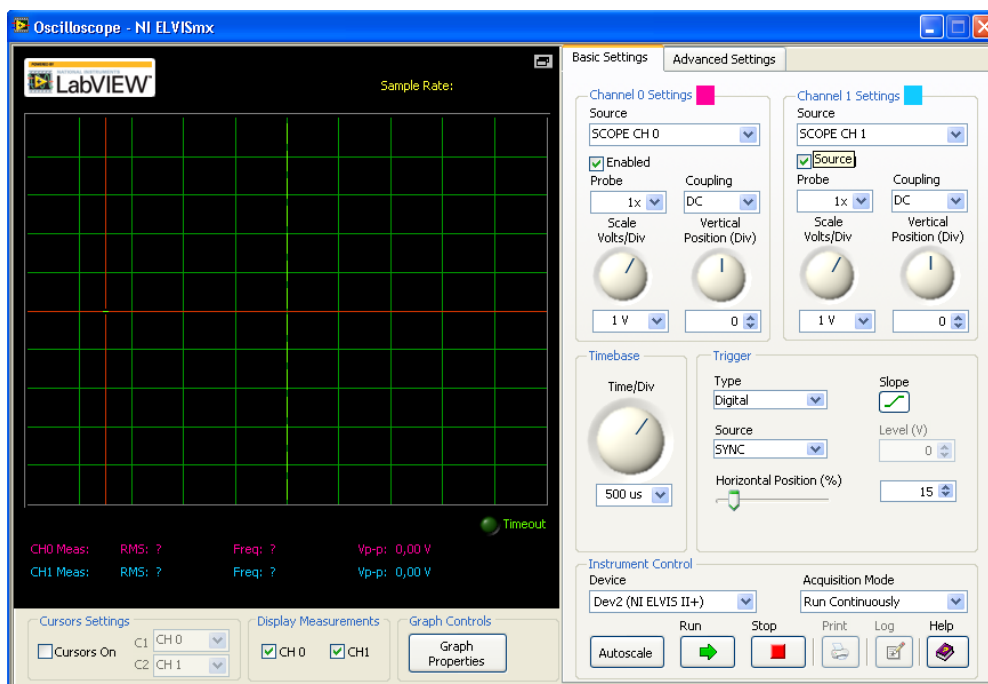 Oscilloscope - NI ELVISmx
POWERED BY
NATIONAL INSTRUMENTS
LabVIEW™
Sample Rate:
Timeout
CH0 Meas: RMS: ? Freq: ? Vp-p: 0,00 V
CH1 Meas: RMS: ? Freq: ? Vp-p: 0,00 V
Cursors Settings
Cursors On
C1 CH 0
C2 CH 1
Display Measurements
CH 0 CH1
Graph Controls
Graph
Properties
Basic Settings Advanced Settings
Channel 0 Settings
Source
SCOPE CH 0
Enabled
Probe Coupling
1x DC
Scale
Volts/Div
Vertical
Position (Div)
1 V 0
Channel 1 Settings
Source
SCOPE CH 1
Source
Probe Coupling
1x DC
Scale
Volts/Div
Vertical
Position (Div)
1 V 0
Timebase
Time/Div
500 us
Trigger
Type
Digital
Slope
Source
SYNC
Level (V)
0
Horizontal Position (%)
15
Instrument Control
Device
Dev2 (NI ELVIS II+)
Acquisition Mode
Run Continuously
Run Stop Print Log Help
Autoscale